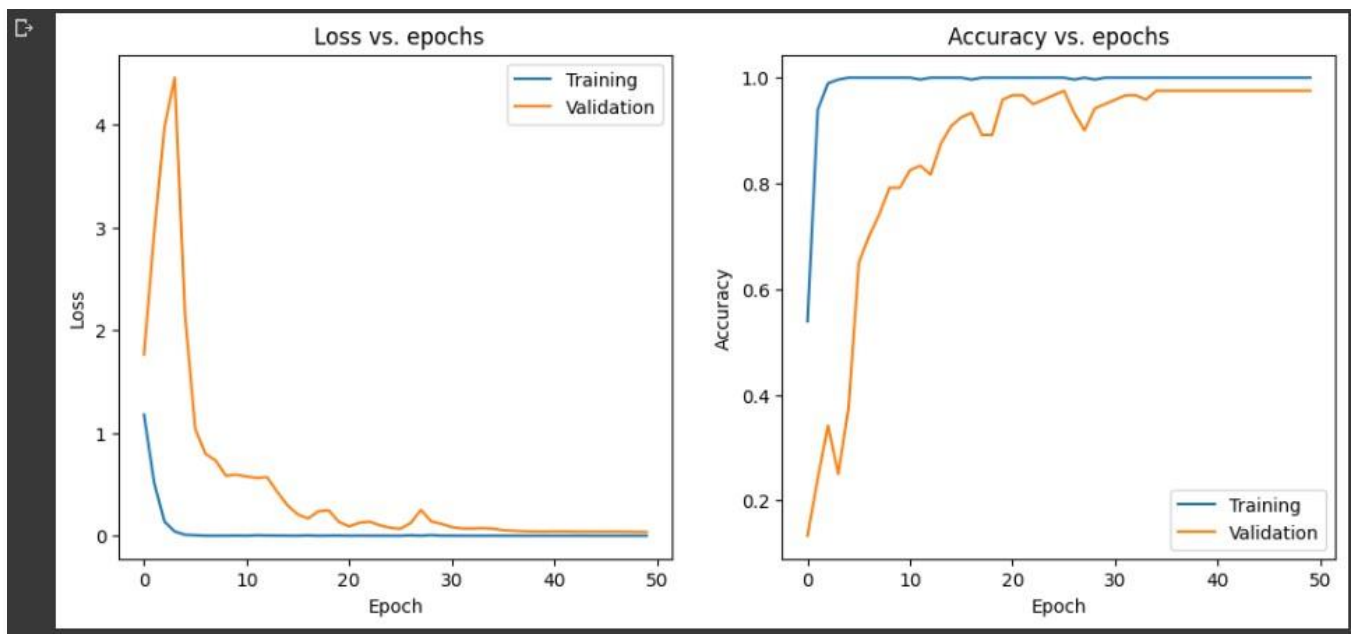 Loss vs. epochs
Training
Validation
4
3
2
1
0
Loss
0 10 20 30 40 50
Epoch
Accuracy vs. epochs
1.0
0.8
0.6
0.4
0.2
Accuracy
Training
Validation
0 10 20 30 40 50
Epoch